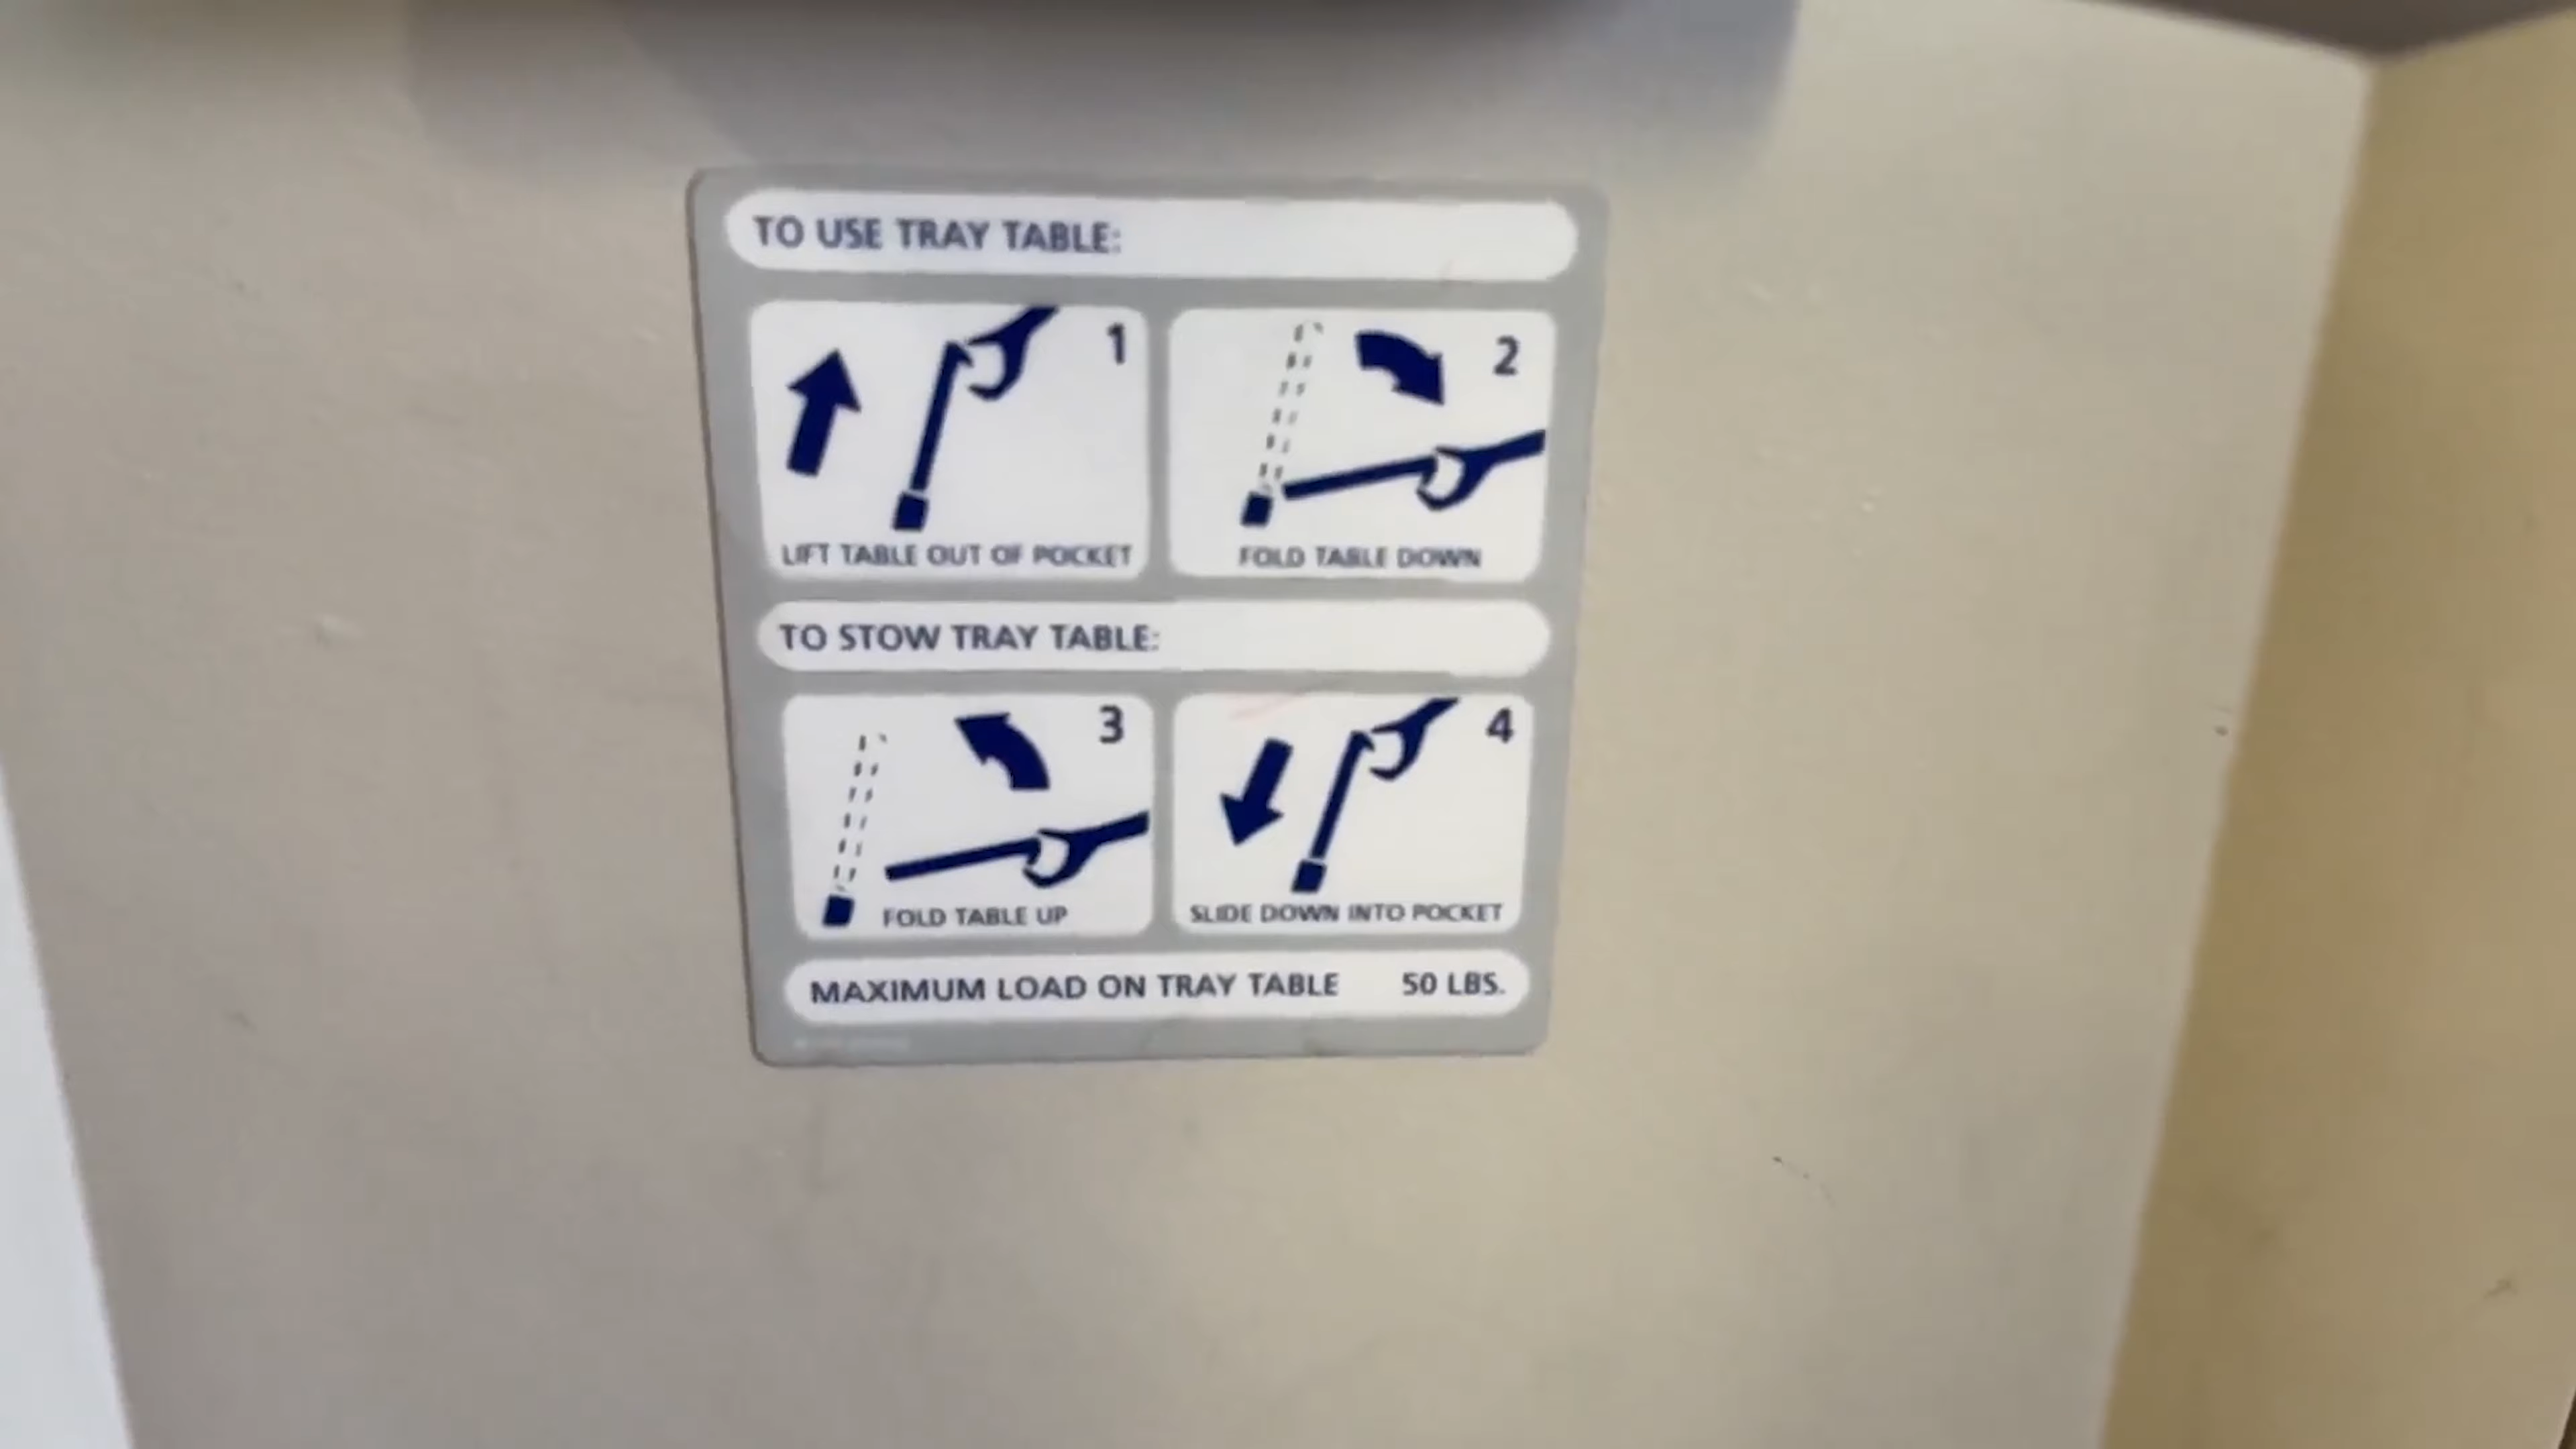 TO USE TRAY TABLE:
1
LIFT TABLE OUT OF POCKET
2
FOLD TABLE DOWN
TO STOW TRAY TABLE:
3
FOLD TABLE UP
4
SLIDE DOWN INTO POCKET
MAXIMUM LOAD ON TRAY TABLE 50 LBS.